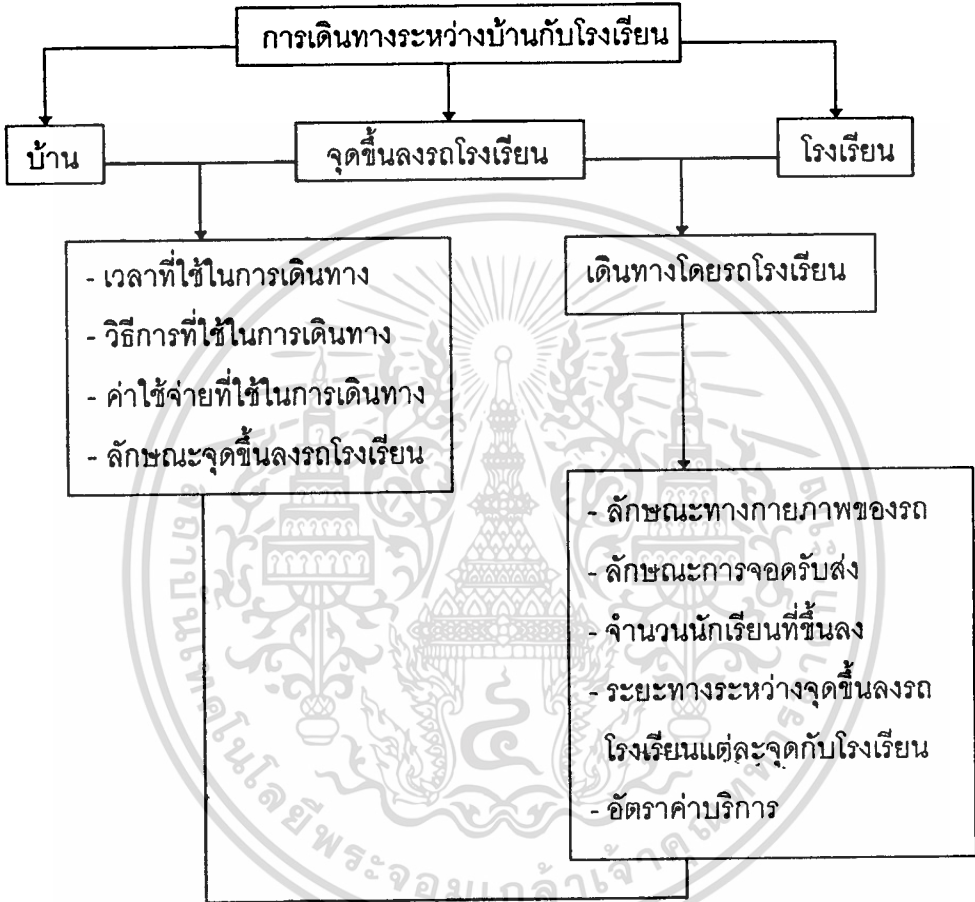 การเดินทางระหว่างบ้านกับโรงเรียน
บ้าน
จุดขึ้นลงรถโรงเรียน
โรงเรียน
- เวลาที่ใช้ในการเดินทาง
- วิธีการที่ใช้ในการเดินทาง
- ค่าใช้จ่ายที่ใช้ในการเดินทาง
- ลักษณะจุดขึ้นลงรถโรงเรียน
เดินทางโดยรถโรงเรียน
- ลักษณะทางกายภาพของรถ
- ลักษณะการจอดรับส่ง
- จำนวนนักเรียนที่ขึ้นลง
- ระยะทางระหว่างจุดขึ้นลงรถ
โรงเรียนแต่ละจุดกับโรงเรียน
- อัตราค่าบริการ